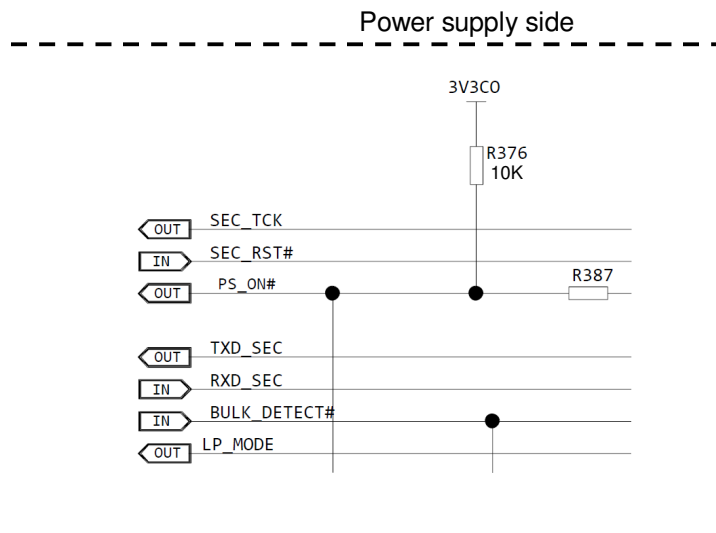 Power supply side
3V3CO
R376
10K
OUT SEC_TCK
IN SEC_RST#
OUT PS_ON# R387
OUT TXD_SEC
IN RXD_SEC
IN BULK_DETECT#
OUT LP_MODE